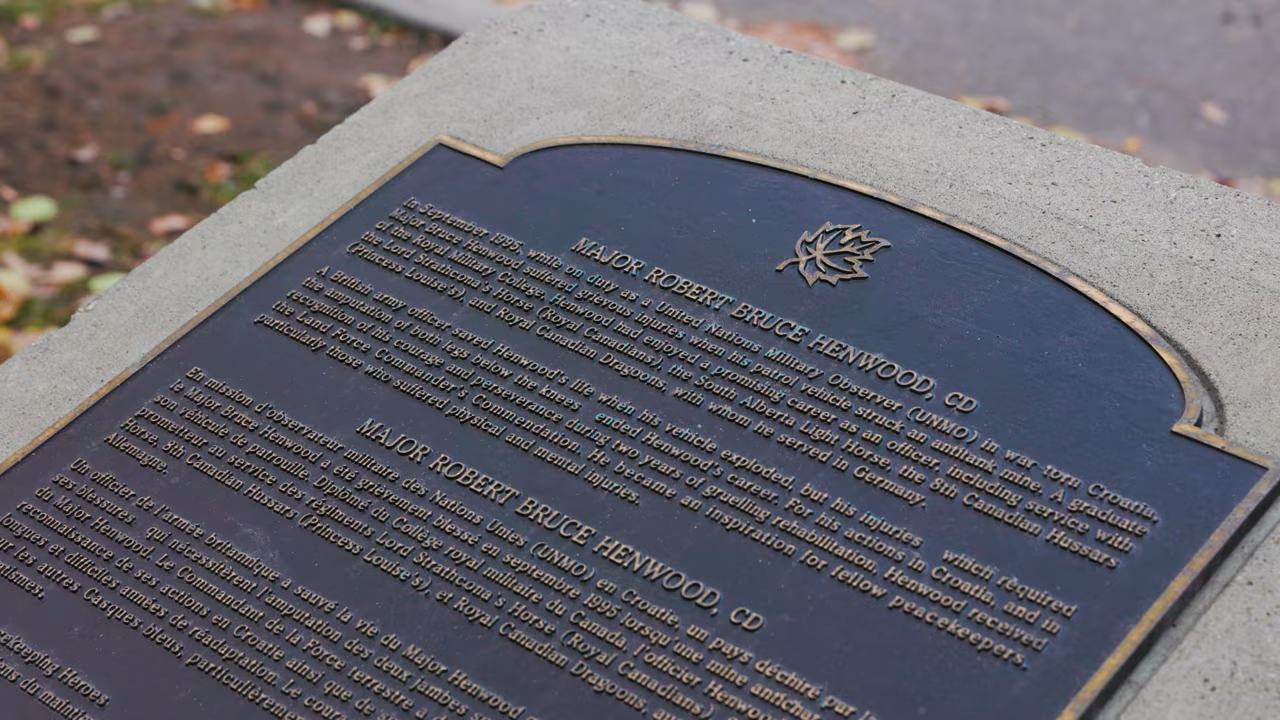 MAJOR ROBERT BRUCE HENWOOD, CD
In September 1995, while on duty as a United Nations Military Observer (UNMO) in war torn Croatia,
Major Bruce Henwood suffered grievous injuries when his patrol vehicle struck an antitank mine. A graduate
of the Royal Military College, Henwood had enjoyed a promising career as an officer, including service with
the Lord Strathcona's Horse (Royal Canadians), the South Alberta Light Horse, the 8th Canadian Hussars
(Princess Louise's), and Royal Canadian Dragoons, with whom he served in Germany.
A British army officer saved Henwood's life when his vehicle exploded, but his injuries which required
the amputation of both legs below the knees ended Henwood's career. For his actions in Croatia, and in
recognition of his courage and perseverance during two years of gruelling rehabilitation, Henwood received
the Land Force Commander's Commendation. He became an inspiration for fellow peacekeepers,
particularly those who suffered physical and mental injuries.
MAJOR ROBERT BRUCE HENWOOD, CD
En mission d'observateur militaire des Nations Unies (UNMO) en Croatie, un pays déchiré par
le Major Bruce Henwood a été grièvement blessé en septembre 1995 lorsqu'une mine antichar
son véhicule de patrouille. Diplômé du Collège royal militaire du Canada, l'officier Henwood
prometteur au service des régiments Lord Strathcona's Horse (Royal Canadians)
Horse, 8th Canadian Hussars (Princess Louise's), et Royal Canadian Dragoons,
Allemagne.
Un officier de l'armée britannique a sauvé la vie du Major Henwood
ses blessures qui nécessitèrent l'amputation des deux jambes
du Major Henwood. Le Commandant de la Force terrestre a
reconnaissance de ses actions en Croatie ainsi que de
longues et difficiles années de réadaptation. Le
les autres Casques bleus, particulièrement
Heroes
du